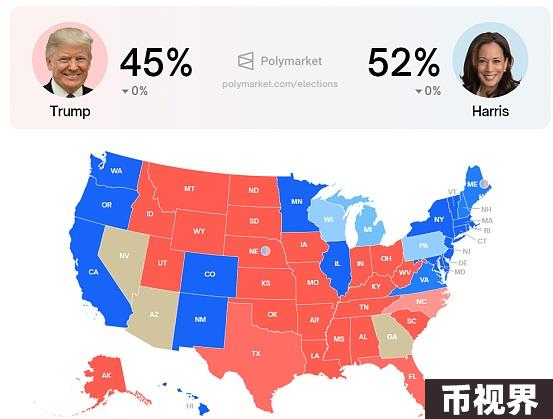 45%
Polymarket
52%
0%
polymarket.com/elections
0%
Trump
Harris
WA
MT
ND
MN
VT
ME
OR
ID
SD
WI
MI
NY
NH
MA
WY
RI
NV
NE
IA
PA
CT
UT
CO
IL
IN
OH
NJ
CA
KS
MO
WV
VA
DE
MD
KY
AZ
NM
OK
AR
TN
NC
MS
AL
GA
SC
TX
LA
AK
FL
HI
币视界